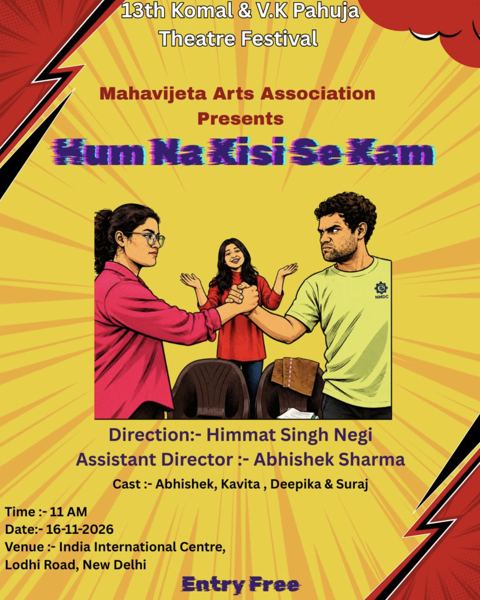 13th Komal & V.K Pahuja
Theatre Festival
Mahavijeta Arts Association
Presents
Hum Na Kisi Se Kam
NMDC
Direction:- Himmat Singh Negi
Assistant Director :- Abhishek Sharma
Cast :- Abhishek, Kavita , Deepika & Suraj
Time :- 11 AM
Date:- 16-11-2026
Venue :- India International Centre,
Lodhi Road, New Delhi
Entry Free